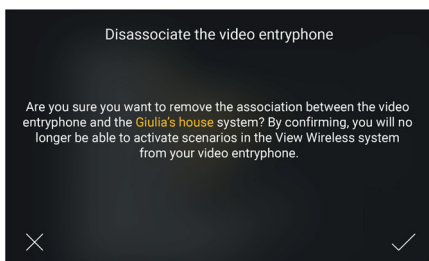 Disassociate the video entryphone
Are you sure you want to remove the association between the video
entryphone and the Giulia's house system? By confirming, you will no
longer be able to activate scenarios in the View Wireless system
from your video entryphone.